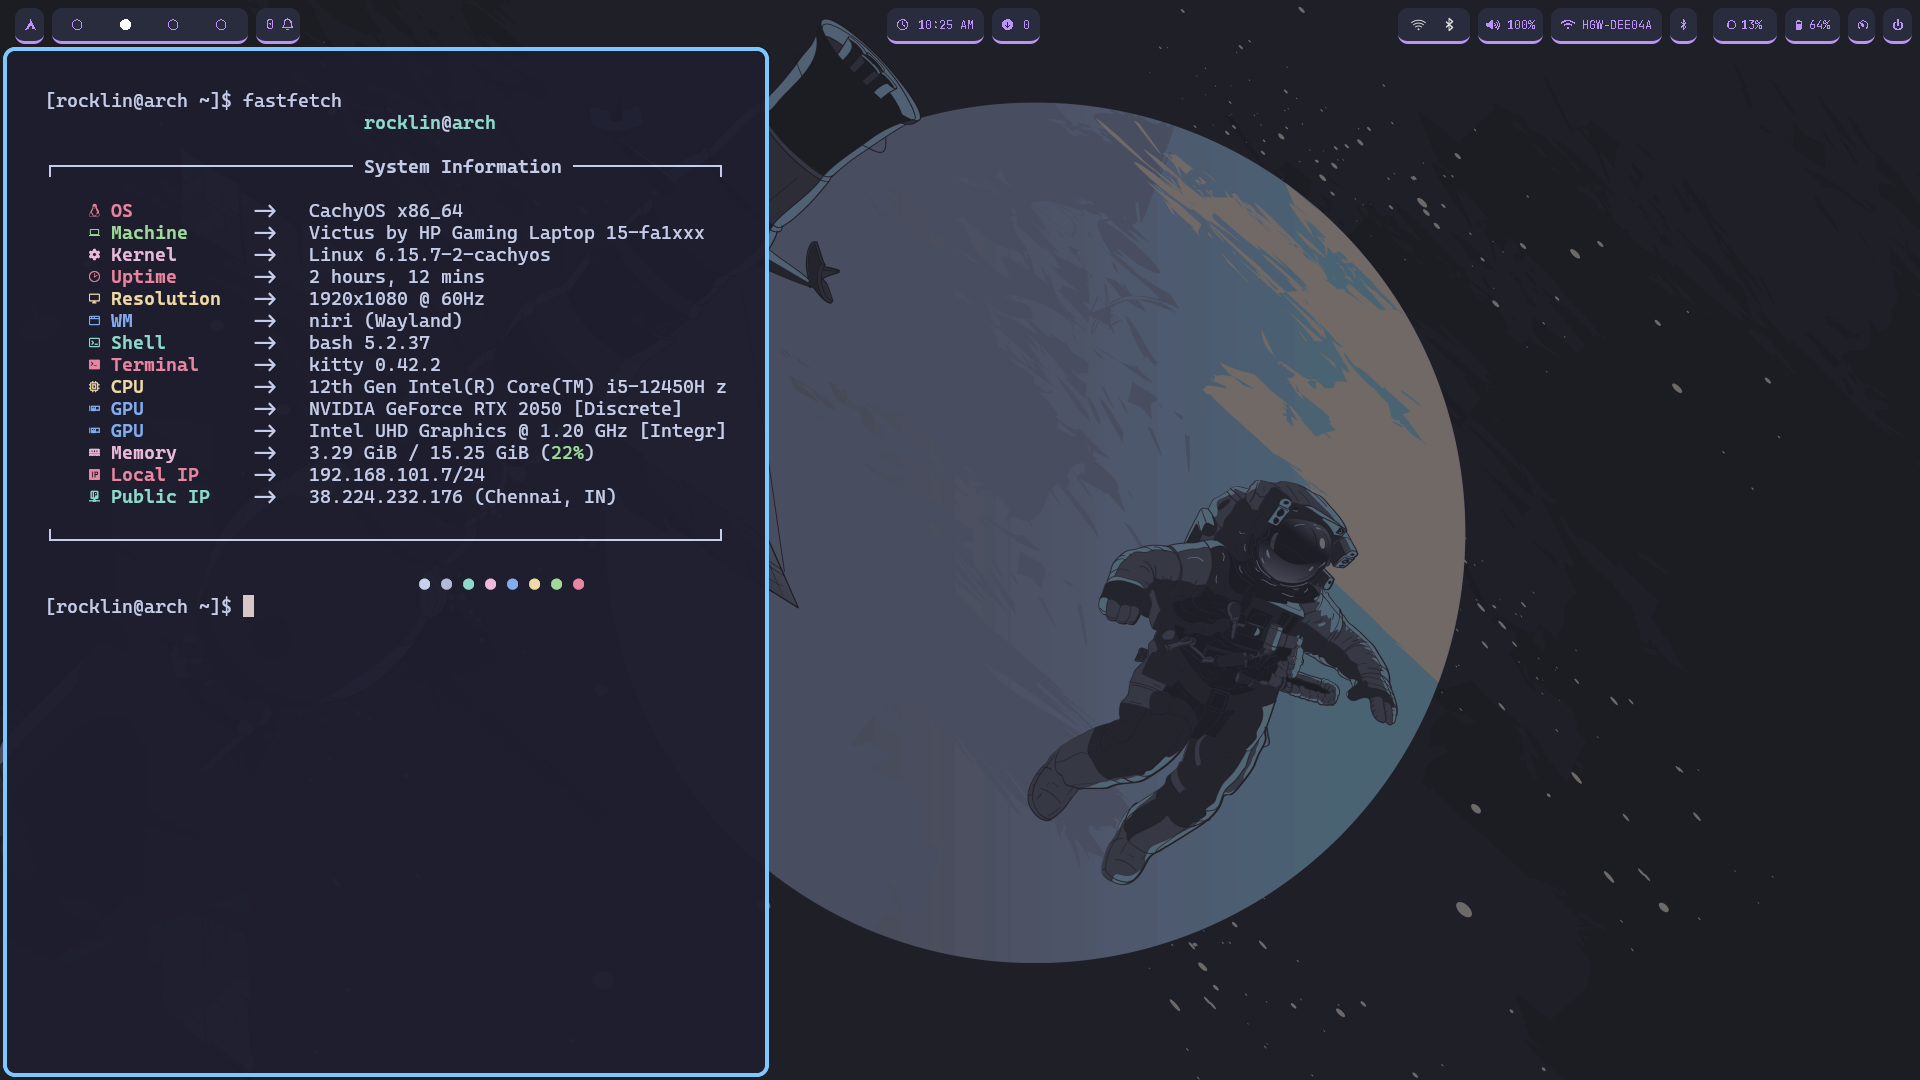 10:25 AM
0
100%
HGW-DEE04A
13%
64%
[rocklin@arch ~]$ fastfetch
rocklin@arch
System Information
OS → CachyOS x86_64
Machine → Victus by HP Gaming Laptop 15-fa1xxx
Kernel → Linux 6.15.7-2-cachyos
Uptime → 2 hours, 12 mins
Resolution → 1920x1080 @ 60Hz
WM → niri (Wayland)
Shell → bash 5.2.37
Terminal → kitty 0.42.2
CPU → 12th Gen Intel(R) Core(TM) i5-12450H z
GPU → NVIDIA GeForce RTX 2050 [Discrete]
GPU → Intel UHD Graphics @ 1.20 GHz [Integr]
Memory → 3.29 GiB / 15.25 GiB (22%)
Local IP → 192.168.101.7/24
Public IP → 38.224.232.176 (Chennai, IN)
[rocklin@arch ~]$